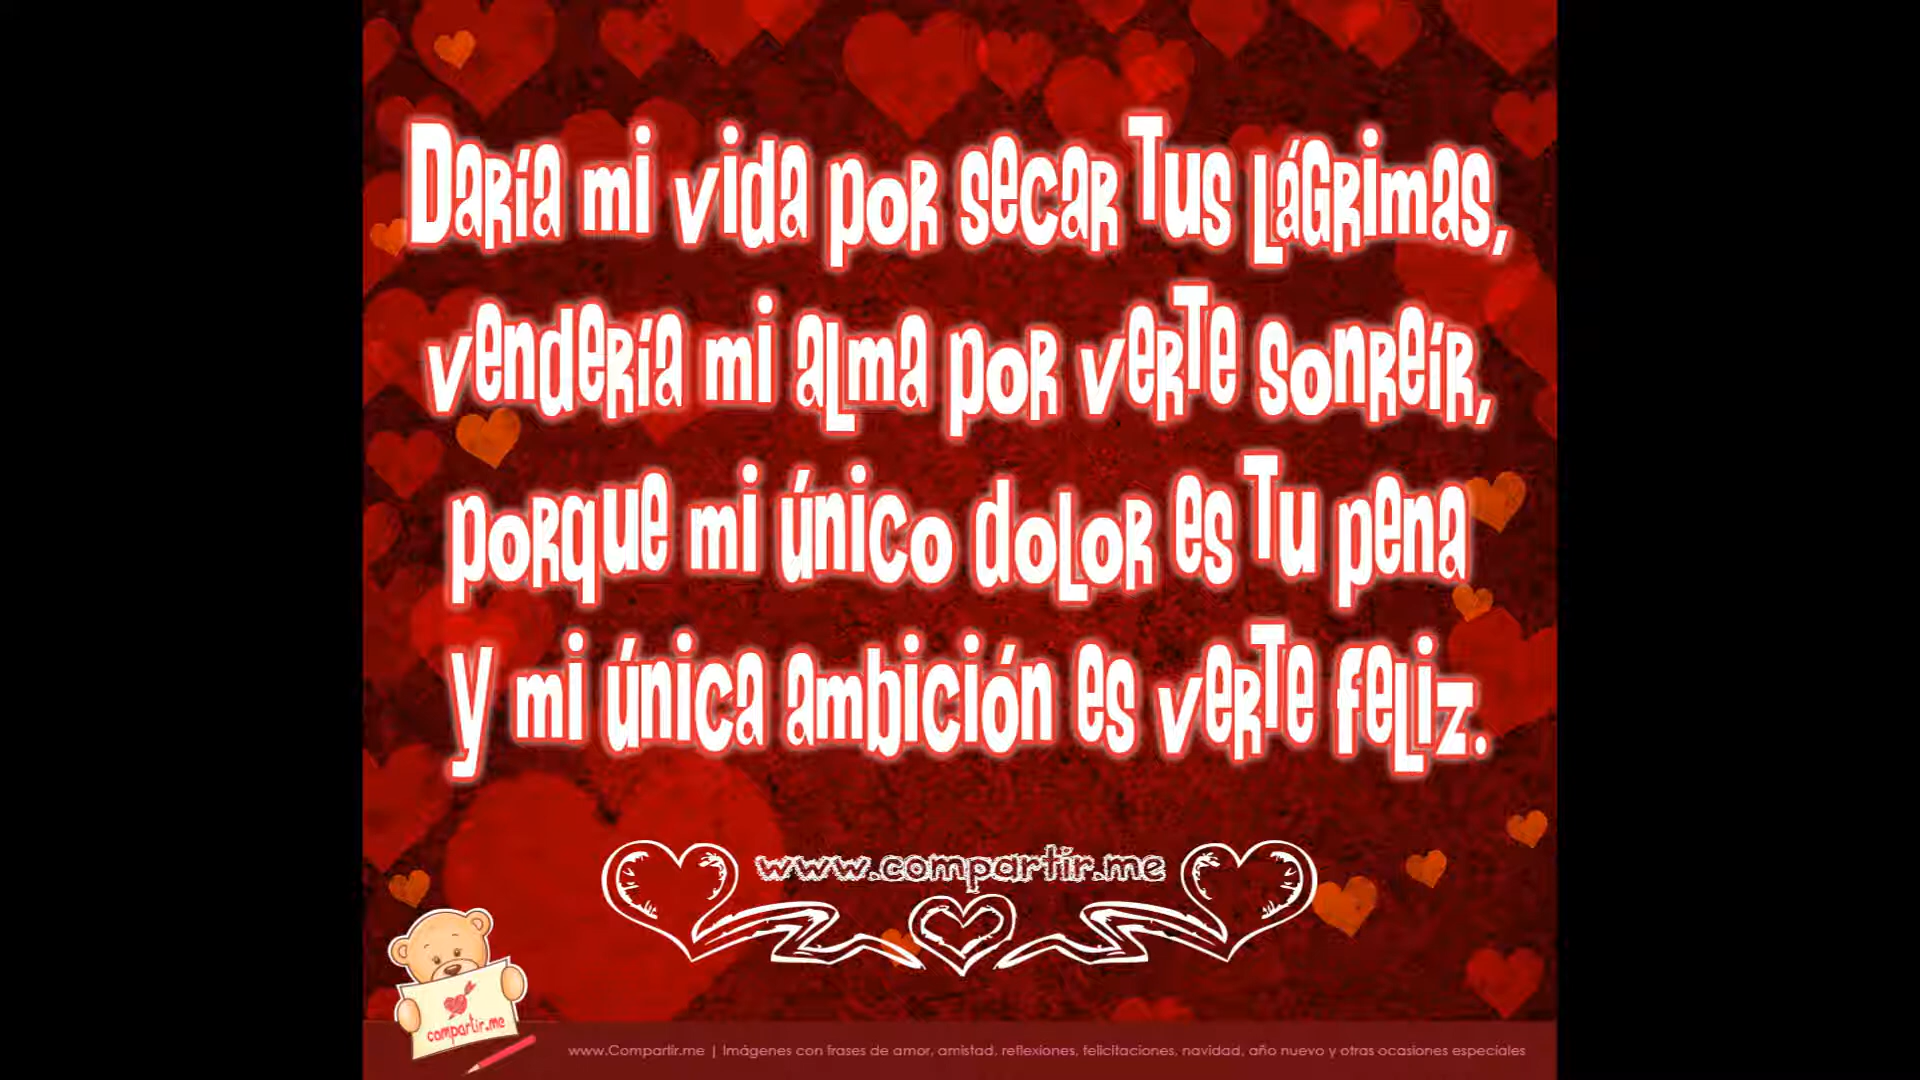 Daría mi vida por secar tus lágrimas,
vendería mi alma por verte sonreír,
porque mi único dolor es tu pena
y mi única ambición es verte feliz.
www.compartir.me
compartir.me
www.Compartir.me | Imágenes con frases de amor, amistad, reflexiones, felicitaciones, navidad, año nuevo y otras ocasiones especiales